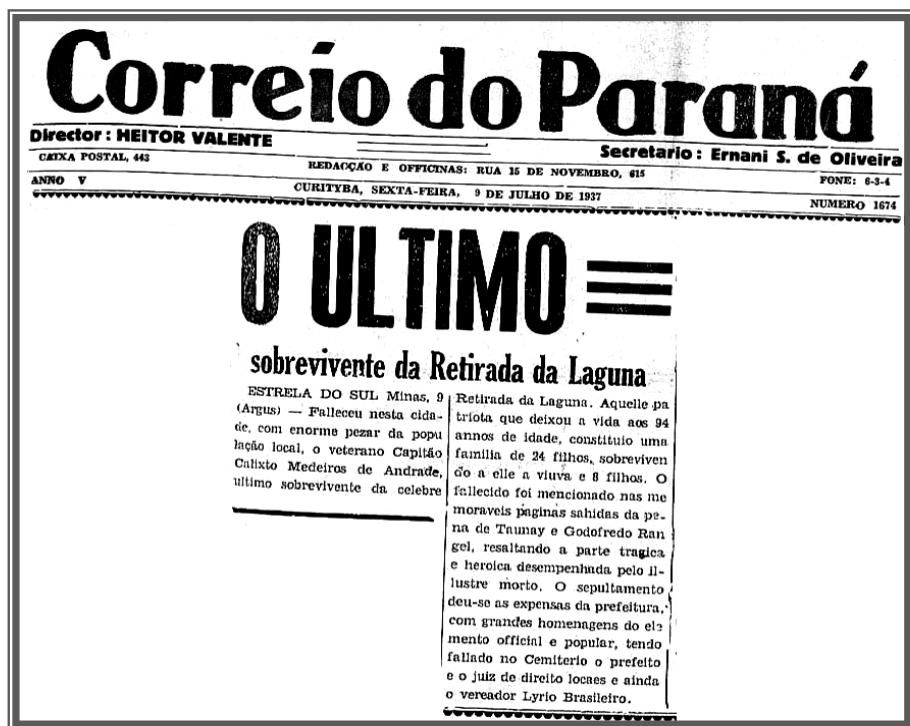 Correio do Paraná
Director: HEITOR VALENTE
Secretario: Ernani S. de Oliveira
CAIXA POSTAL, 443
REDACÇÃO E OFFICINAS: RUA 15 DE NOVEMBRO, 615
FONE: 6-3-4
ANNO V
CURITYBA, SEXTA-FEIRA, 9 DE JULHO DE 1937
NUMERO 1674
O ULTIMO
sobrevivente da Retirada da Laguna
ESTRELA DO SUL Minas, 9
(Argus) — Falleceu nesta cida-
de, com enorme pezar da popu
lação local, o veterano Capitão
Calixto Medeiros de Andrade,
ultimo sobrevivente da celebre
Retirada da Laguna. Aquelle pa
triota que deixou a vida aos 94
annos de idade, constituio uma
familia de 24 filhos, sobreviven
do a elle a viuva e 8 filhos. O
fallecido foi mencionado nas me
moraveis paginas sahidas da pe-
na de Taunay e Godofredo Ran
gel, resaltando a parte tragica
e heroica desempenhada pelo il-
lustre morto. O sepultamento
deu-se as expensas da prefeitura,
com grandes homenagens do ele
mento official e popular, tendo
fallado no Cemiterio o prefeito
e o juiz de direito locaes e ainda
o vereador Lyrio Brasileiro.